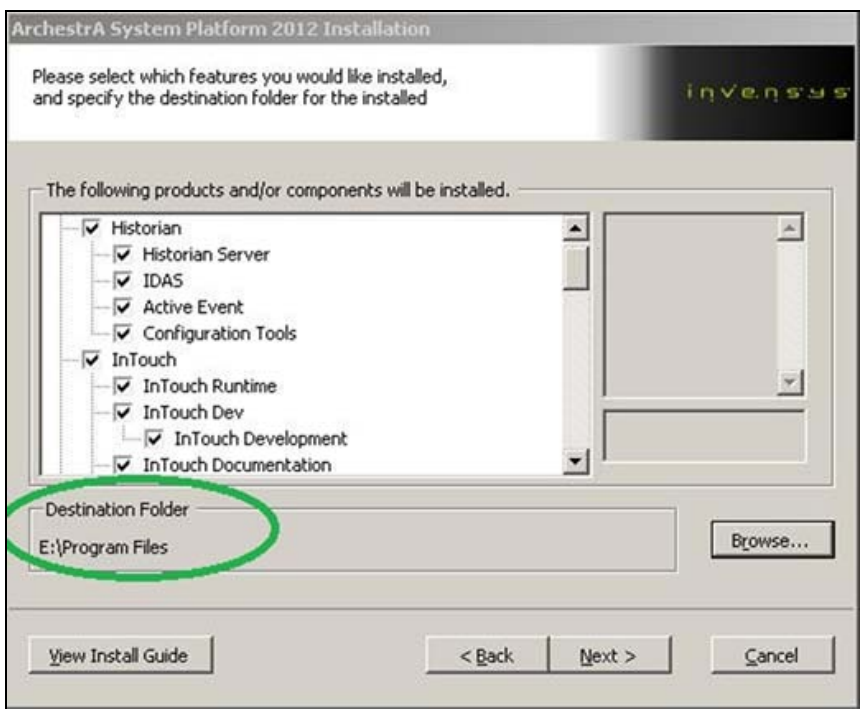 ArchestrA System Platform 2012 Installation
Please select which features you would like installed,
and specify the destination folder for the installed
invensys
The following products and/or components will be installed.
Historian
Historian Server
IDAS
Active Event
Configuration Tools
InTouch
InTouch Runtime
InTouch Dev
InTouch Development
InTouch Documentation
Destination Folder
E:\Program Files
Browse...
View Install Guide
< Back
Next >
Cancel